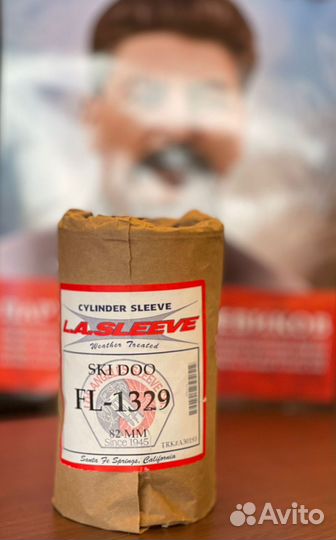 CYLINDER SLEEVE
L.A. SLEEVE
Weather Treated
SKI DOO
FL-1329
82 MM
Since 1945
Santa Fe Springs, California
Avito